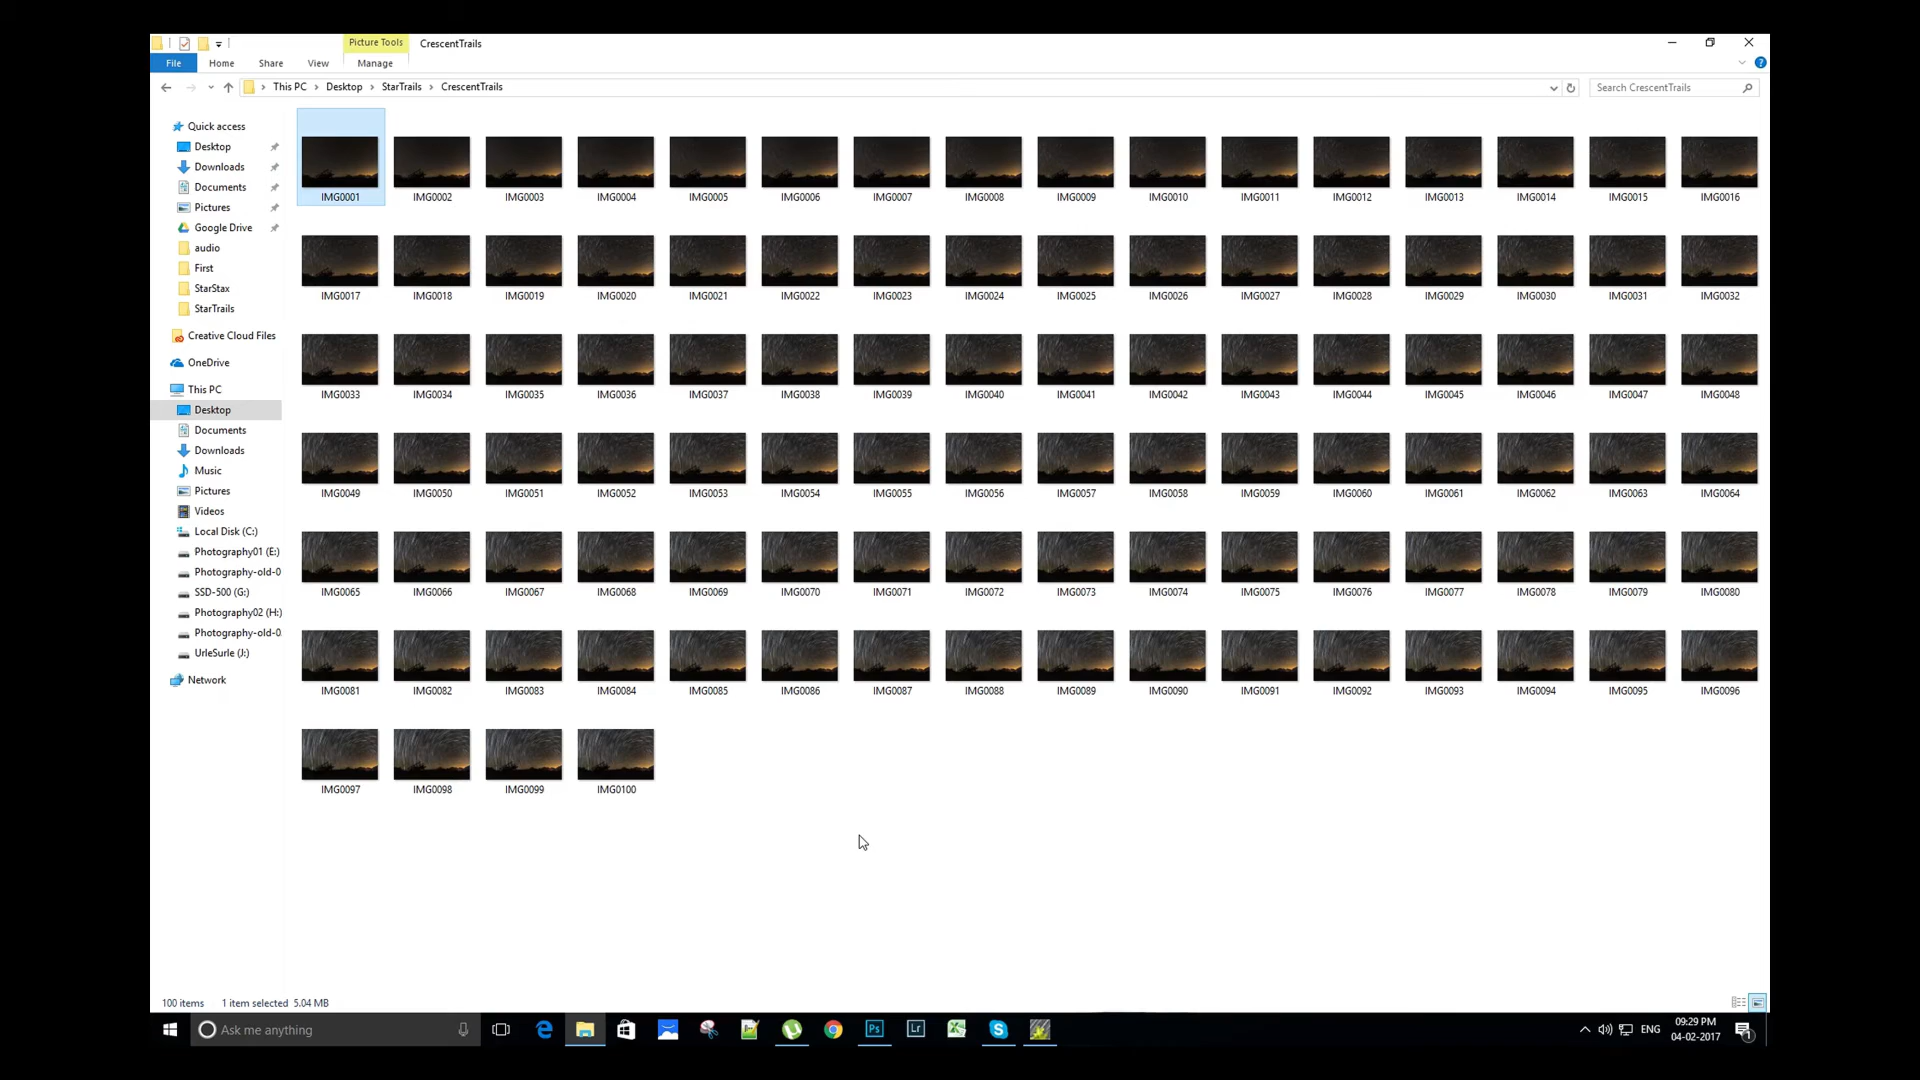 Picture Tools
CrescentTrails
File
Home
Share
View
Manage
This PC
Desktop
StarTrails
CrescentTrails
Search CrescentTrails
Quick access
Desktop
Downloads
Documents
Pictures
Google Drive
audio
First
StarStax
StarTrails
Creative Cloud Files
OneDrive
This PC
Desktop
Documents
Downloads
Music
Pictures
Videos
Local Disk (C:)
Photography01 (E:)
Photography-old-0
SSD-500 (G:)
Photography02 (H:)
Photography-old-0
UrleSurle (J:)
Network
IMG0001 IMG0002 IMG0003 IMG0004 IMG0005 IMG0006 IMG0007 IMG0008 IMG0009 IMG0010 IMG0011 IMG0012 IMG0013 IMG0014 IMG0015 IMG0016
IMG0017 IMG0018 IMG0019 IMG0020 IMG0021 IMG0022 IMG0023 IMG0024 IMG0025 IMG0026 IMG0027 IMG0028 IMG0029 IMG0030 IMG0031 IMG0032
IMG0033 IMG0034 IMG0035 IMG0036 IMG0037 IMG0038 IMG0039 IMG0040 IMG0041 IMG0042 IMG0043 IMG0044 IMG0045 IMG0046 IMG0047 IMG0048
IMG0049 IMG0050 IMG0051 IMG0052 IMG0053 IMG0054 IMG0055 IMG0056 IMG0057 IMG0058 IMG0059 IMG0060 IMG0061 IMG0062 IMG0063 IMG0064
IMG0065 IMG0066 IMG0067 IMG0068 IMG0069 IMG0070 IMG0071 IMG0072 IMG0073 IMG0074 IMG0075 IMG0076 IMG0077 IMG0078 IMG0079 IMG0080
IMG0081 IMG0082 IMG0083 IMG0084 IMG0085 IMG0086 IMG0087 IMG0088 IMG0089 IMG0090 IMG0091 IMG0092 IMG0093 IMG0094 IMG0095 IMG0096
IMG0097 IMG0098 IMG0099 IMG0100
100 items
1 item selected 5.04 MB
Ask me anything
Ps
Lr
ENG
09:29 PM
04-02-2017
1